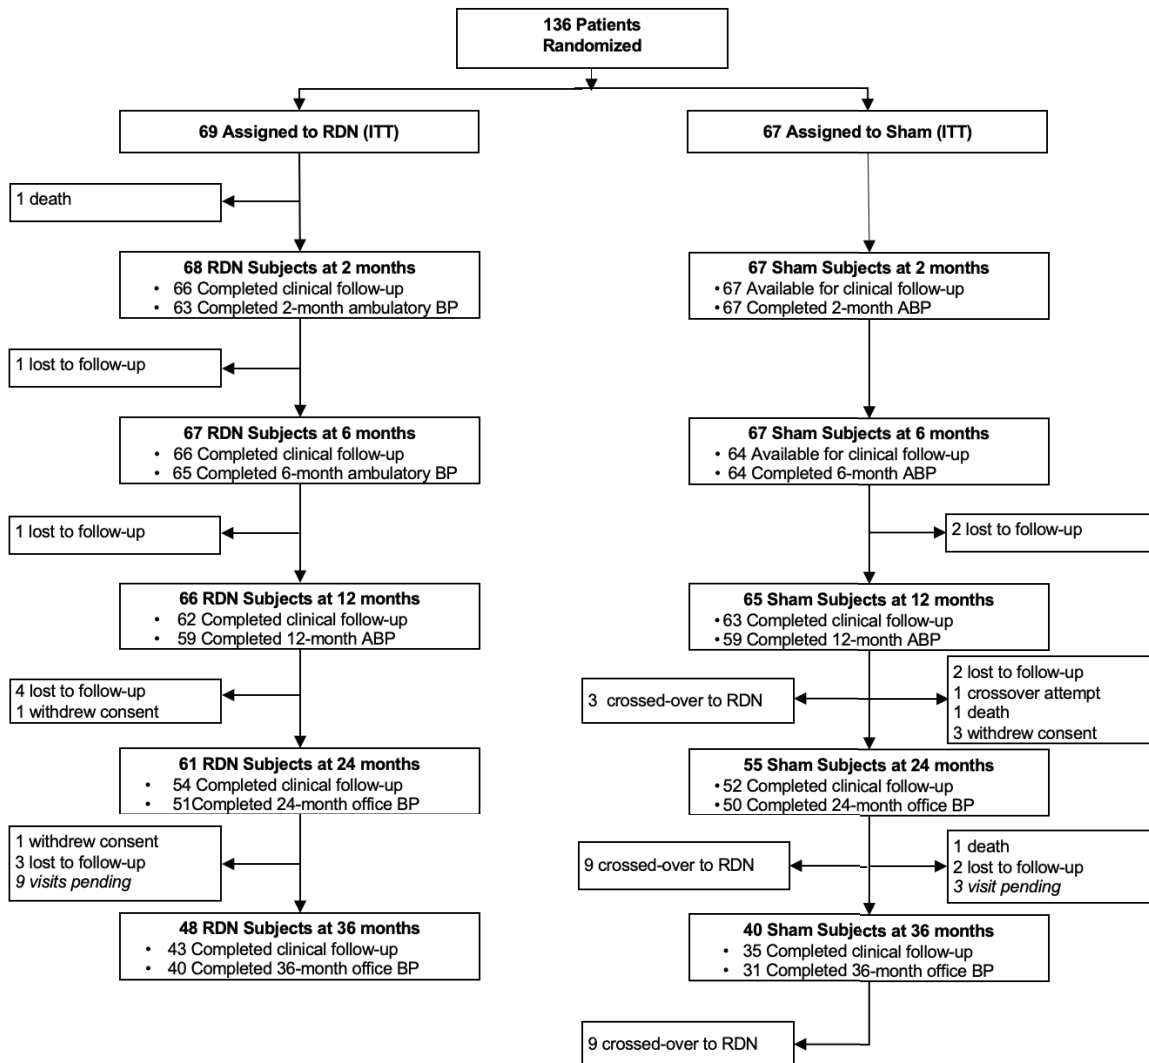 136 Patients
Randomized
69 Assigned to RDN (ITT)
67 Assigned to Sham (ITT)
1 death
68 RDN Subjects at 2 months
• 66 Completed clinical follow-up
• 63 Completed 2-month ambulatory BP
67 Sham Subjects at 2 months
• 67 Available for clinical follow-up
• 67 Completed 2-month ABP
1 lost to follow-up
67 RDN Subjects at 6 months
• 66 Completed clinical follow-up
• 65 Completed 6-month ambulatory BP
67 Sham Subjects at 6 months
• 64 Available for clinical follow-up
• 64 Completed 6-month ABP
1 lost to follow-up
2 lost to follow-up
66 RDN Subjects at 12 months
• 62 Completed clinical follow-up
• 59 Completed 12-month ABP
65 Sham Subjects at 12 months
• 63 Completed clinical follow-up
• 59 Completed 12-month ABP
4 lost to follow-up
1 withdrew consent
3 crossed-over to RDN
2 lost to follow-up
1 crossover attempt
1 death
3 withdrew consent
61 RDN Subjects at 24 months
• 54 Completed clinical follow-up
• 51Completed 24-month office BP
55 Sham Subjects at 24 months
• 52 Completed clinical follow-up
• 50 Completed 24-month office BP
1 withdrew consent
3 lost to follow-up
9 visits pending
9 crossed-over to RDN
1 death
2 lost to follow-up
3 visit pending
48 RDN Subjects at 36 months
• 43 Completed clinical follow-up
• 40 Completed 36-month office BP
40 Sham Subjects at 36 months
• 35 Completed clinical follow-up
• 31 Completed 36-month office BP
9 crossed-over to RDN